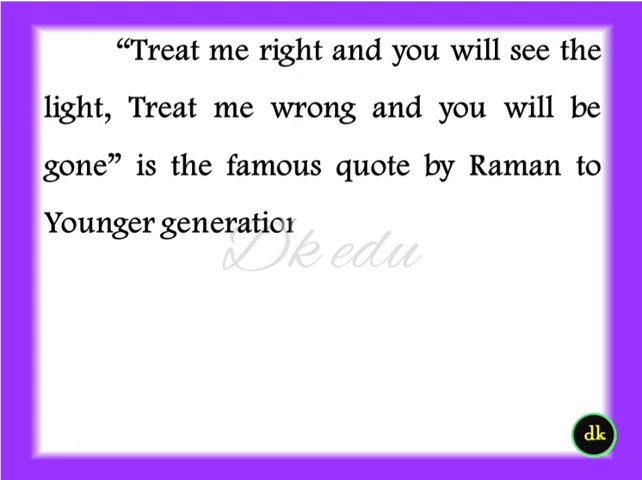 “Treat me right and you will see the
light, Treat me wrong and you will be
gone” is the famous quote by Raman to
Younger generation
Dk edu
dk